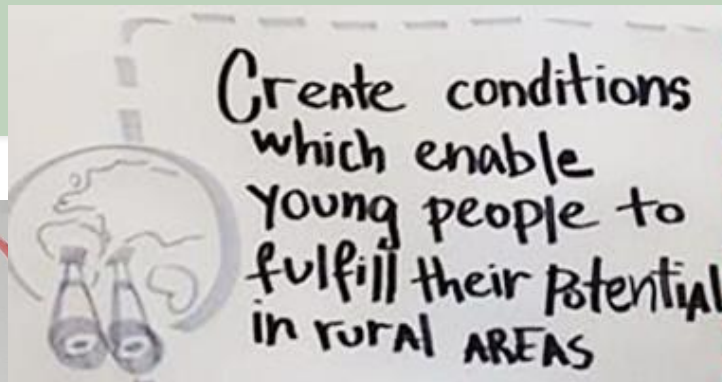 Create conditions
which enable
young people to
fulfill their Potential
in rural AREAS